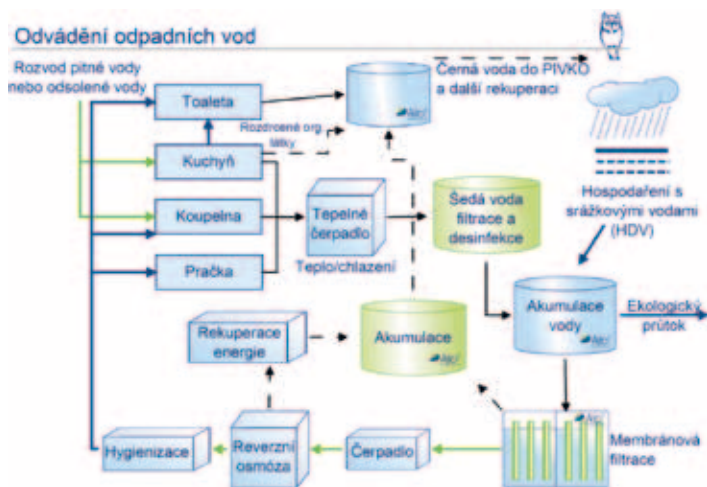 Odvádění odpadních vod
Rozvod pitné vody
nebo odsolené vody
Toaleta
Černá voda do PIVKO
a další rekuperaci
Rozdrcené org.
látky
Kuchyň
Koupelna
Tepelné
čerpadlo
Teplo/chlazení
Šedá voda
filtrace a
desinfekce
Hospodaření s
srážkovými vodami
(HDV)
Pračka
Rekuperace
energie
Akumulace
Akumulace
vody
Ekologický
průtok
Hygienizace
Reverzní
osmóza
Čerpadlo
Membránová
filtrace